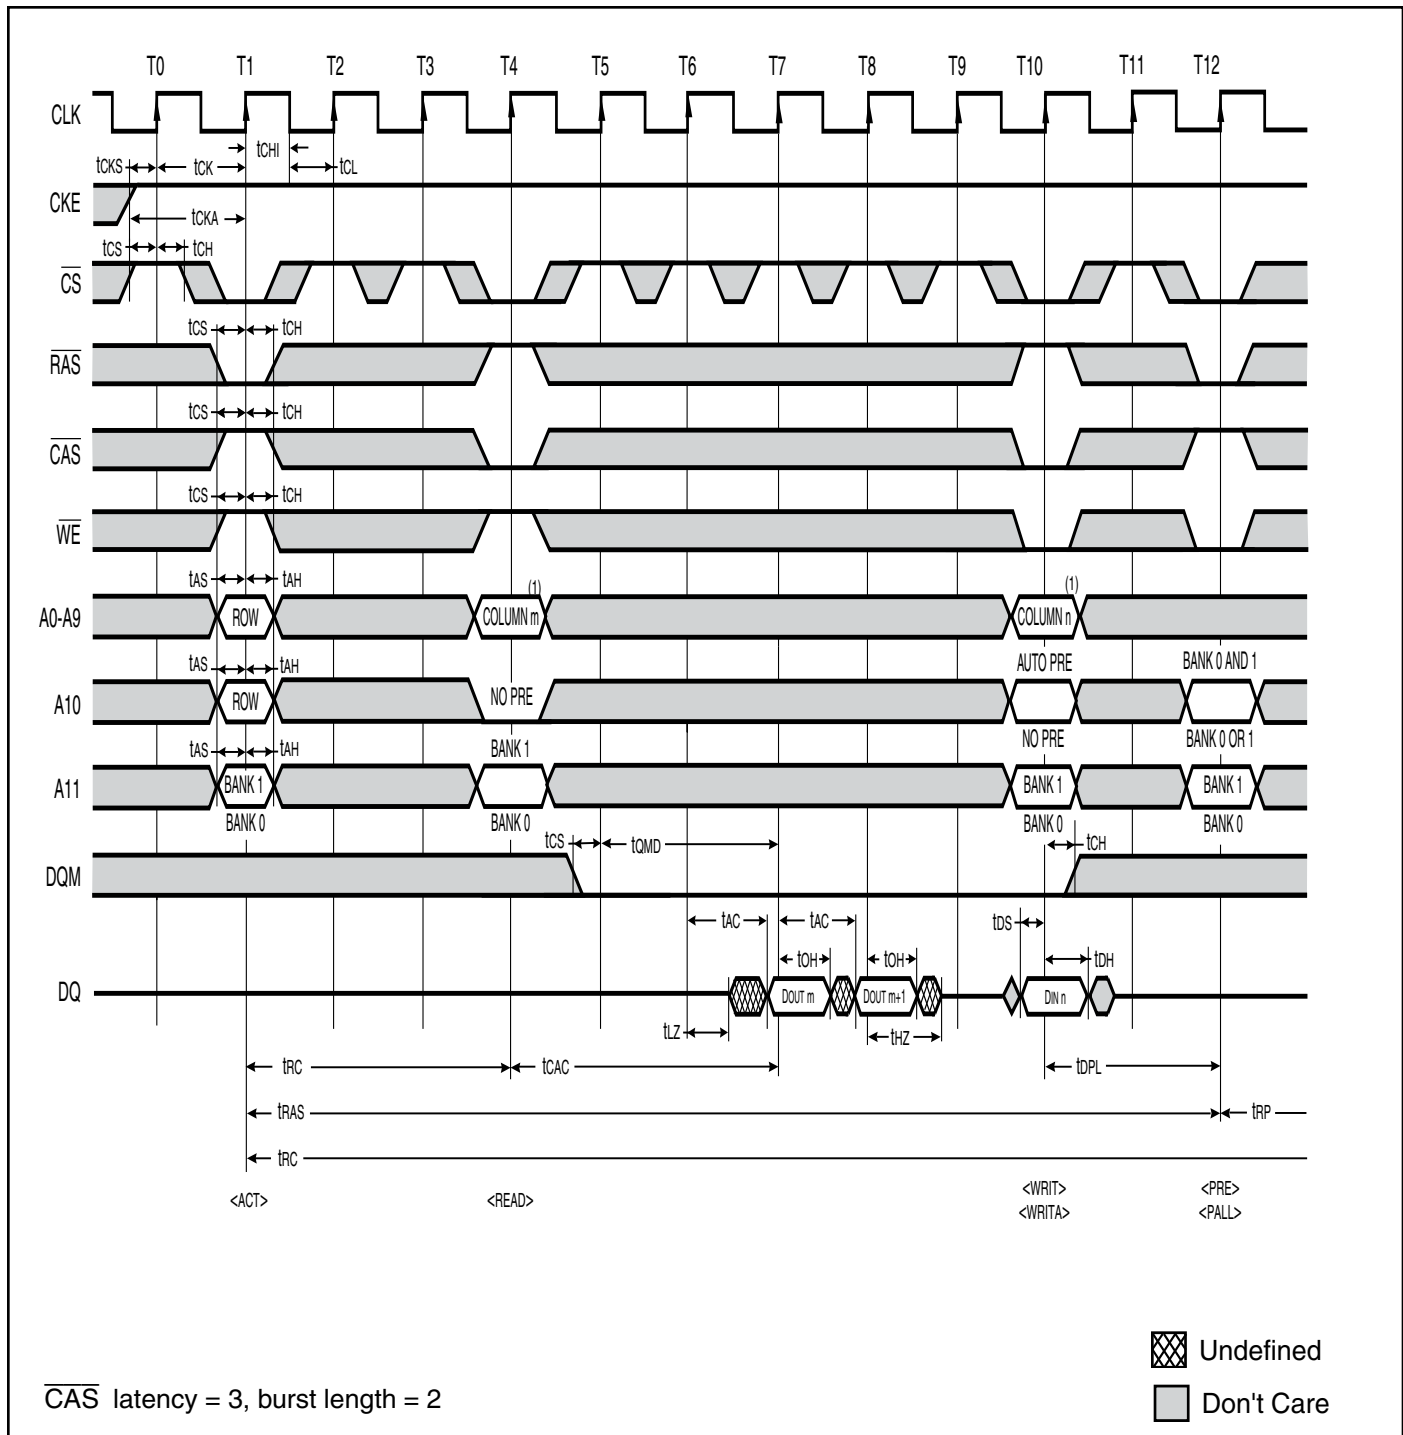 T0 T1 T2 T3 T4 T5 T6 T7 T8 T9 T10 T11 T12
CLK
tCHI
tCKS tCK tCL
CKE
tCKA
tCS tCH
CS
tCS tCH
RAS
tCS tCH
CAS
tCS tCH
WE
tAS tAH (1) (1)
A0-A9 ROW COLUMN m COLUMN n
tAS tAH AUTO PRE BANK 0 AND 1
A10 ROW NO PRE
tAS tAH BANK 1 NO PRE BANK 0 OR 1
A11 BANK 1 BANK 1 BANK 1
BANK 0 BANK 0 BANK 0 BANK 0
tCS tQMD tCH
DQM
tAC tAC tDS
tOH tOH tDH
DQ DOUT m DOUT m+1 DIN n
tLZ tHZ
tRC tCAC tDPL
tRAS tRP
tRC
<ACT> <READ> <WRIT> <PRE>
<WRITA> <PALL>
Undefined
CAS latency = 3, burst length = 2
Don't Care